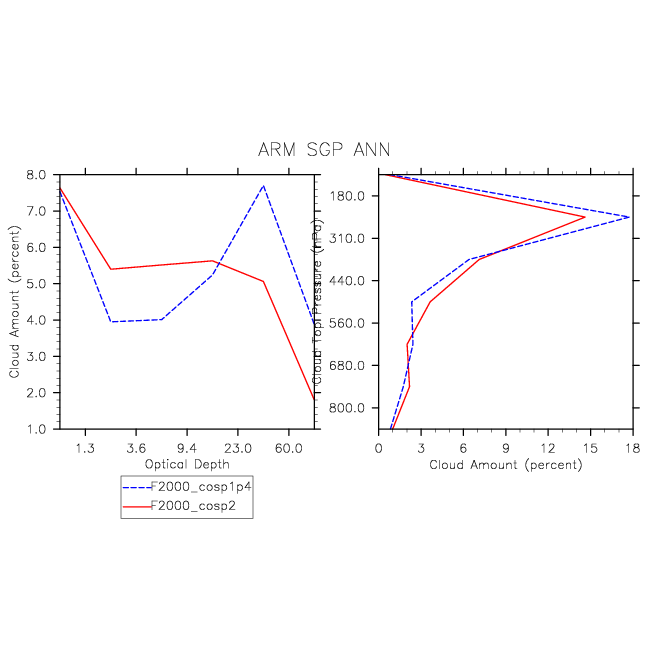 ARM SGP ANN
8.0
7.0
6.0
5.0
4.0
3.0
2.0
1.0
Cloud Amount (percent)
1.3 3.6 9.4 23.0 60.0
Optical Depth
180.0
310.0
440.0
560.0
680.0
800.0
Cloud Top Pressure (hPa)
0 3 6 9 12 15 18
Cloud Amount (percent)
F2000_cosp1p4
F2000_cosp2